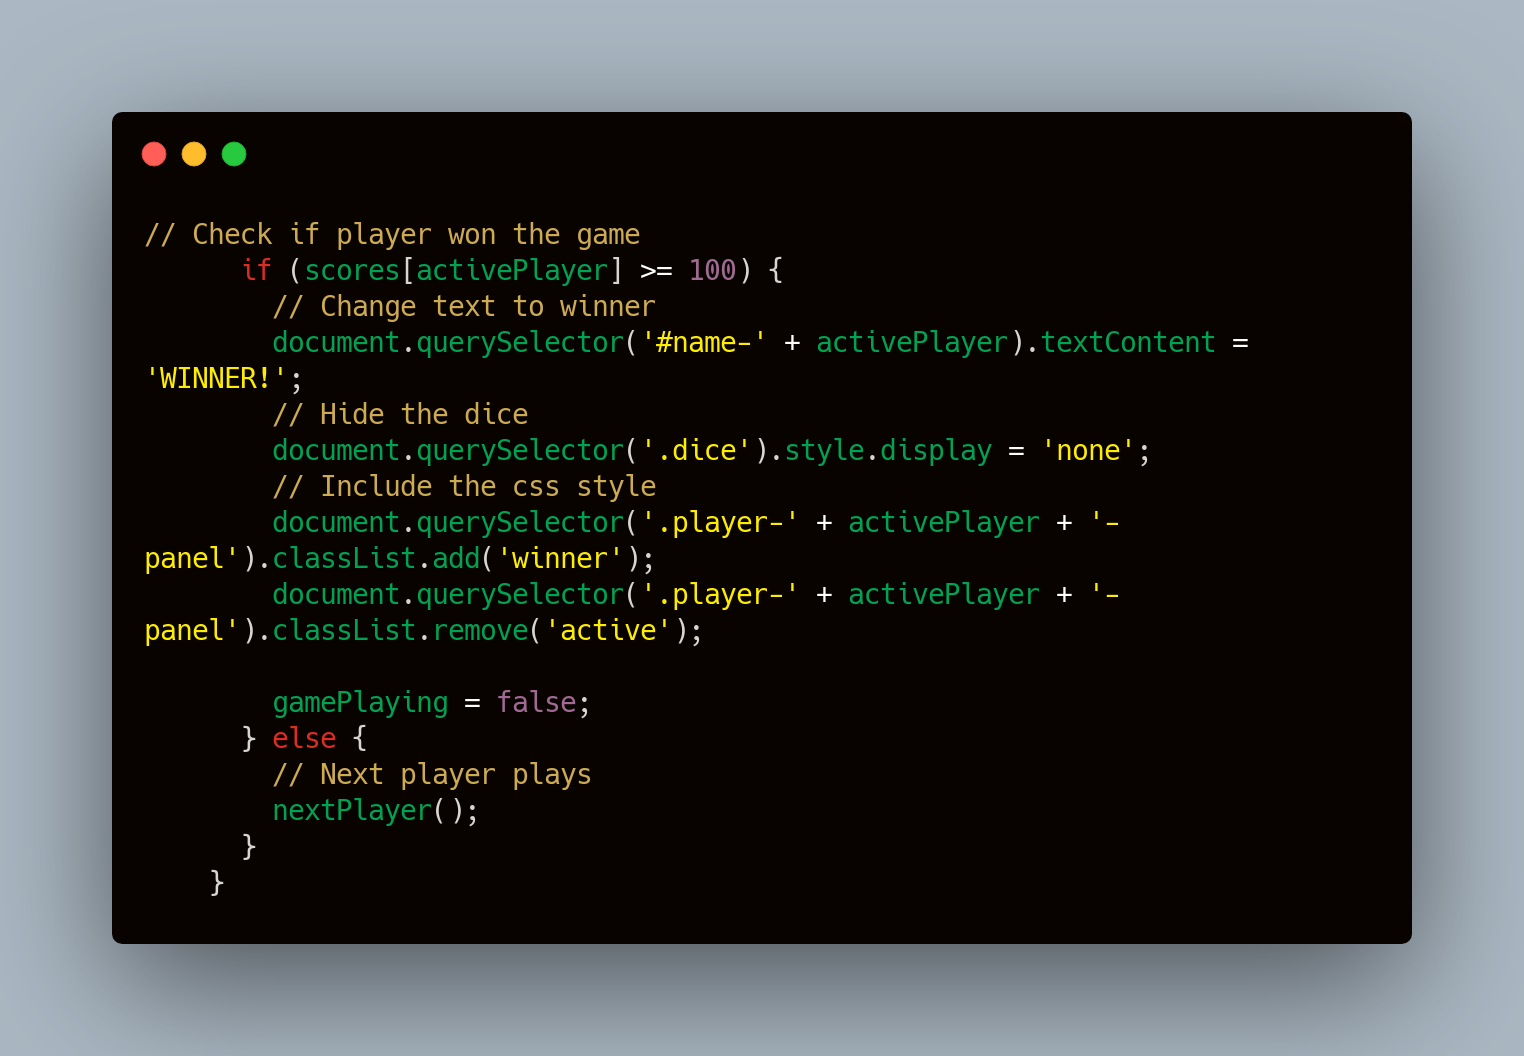 // Check if player won the game
if (scores[activePlayer] >= 100) {
// Change text to winner
document.querySelector('#name-' + activePlayer).textContent =
'WINNER!';
// Hide the dice
document.querySelector('.dice').style.display = 'none';
// Include the css style
document.querySelector('.player-' + activePlayer + '-
panel').classList.add('winner');
document.querySelector('.player-' + activePlayer + '-
panel').classList.remove('active');
gamePlaying = false;
} else {
// Next player plays
nextPlayer();
}
}